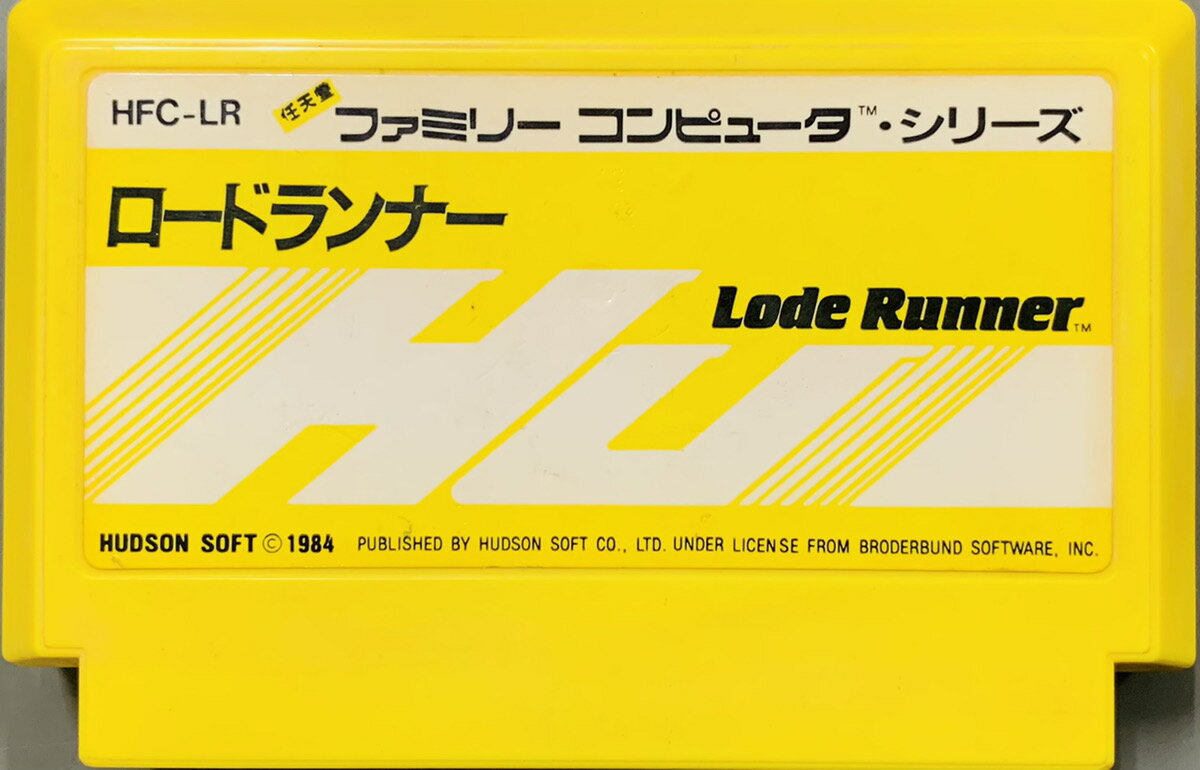 HFC-LR 任天堂 ファミリー コンピュータ™・シリーズ
ロードランナー
Lode Runner™
HU
HUDSON SOFT © 1984 PUBLISHED BY HUDSON SOFT CO., LTD. UNDER LICENSE FROM BRODERBUND SOFTWARE, INC.